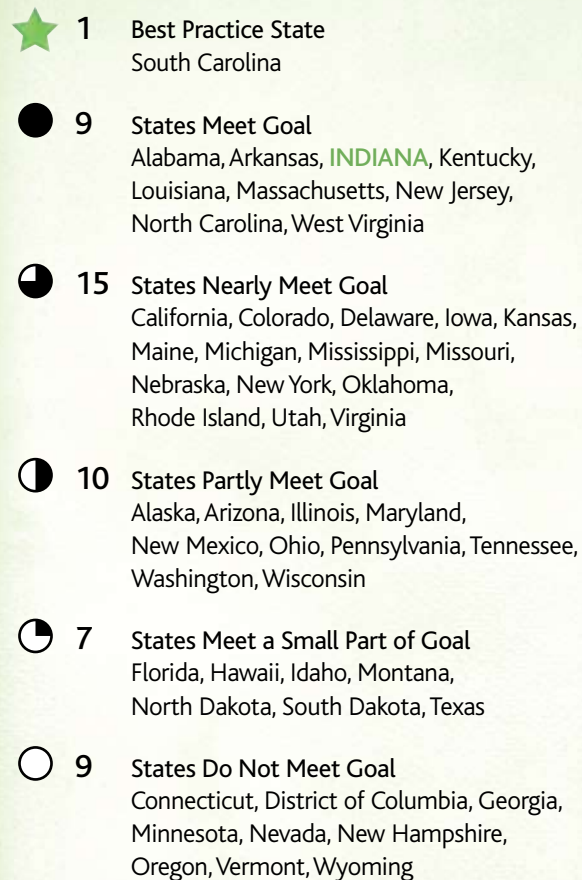 1 Best Practice State
South Carolina
9 States Meet Goal
Alabama, Arkansas, INDIANA, Kentucky,
Louisiana, Massachusetts, New Jersey,
North Carolina, West Virginia
15 States Nearly Meet Goal
California, Colorado, Delaware, Iowa, Kansas,
Maine, Michigan, Mississippi, Missouri,
Nebraska, New York, Oklahoma,
Rhode Island, Utah, Virginia
10 States Partly Meet Goal
Alaska, Arizona, Illinois, Maryland,
New Mexico, Ohio, Pennsylvania, Tennessee,
Washington, Wisconsin
7 States Meet a Small Part of Goal
Florida, Hawaii, Idaho, Montana,
North Dakota, South Dakota, Texas
9 States Do Not Meet Goal
Connecticut, District of Columbia, Georgia,
Minnesota, Nevada, New Hampshire,
Oregon, Vermont, Wyoming